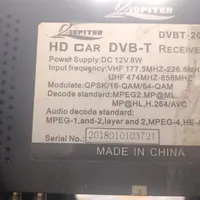 JUPITER
DVBT-20
HD CAR DVB-T RECEIVE
Power Supply: DC 12V,6W
Input frequency: VHF 177.5MHZ-226.5MH
UHF 474MHZ-858MHZ
Modulate: QPSK/16-QAM/64-QAM
Decode standard: MPEG2,MP@ML,
MP@HL,H.264/AVC
Audio decode standard:
MPEG-1,and-2,layer and 2,MPEG-4,HE-A
Serial No.: 2018010103721
MADE IN CHINA
JUPITER